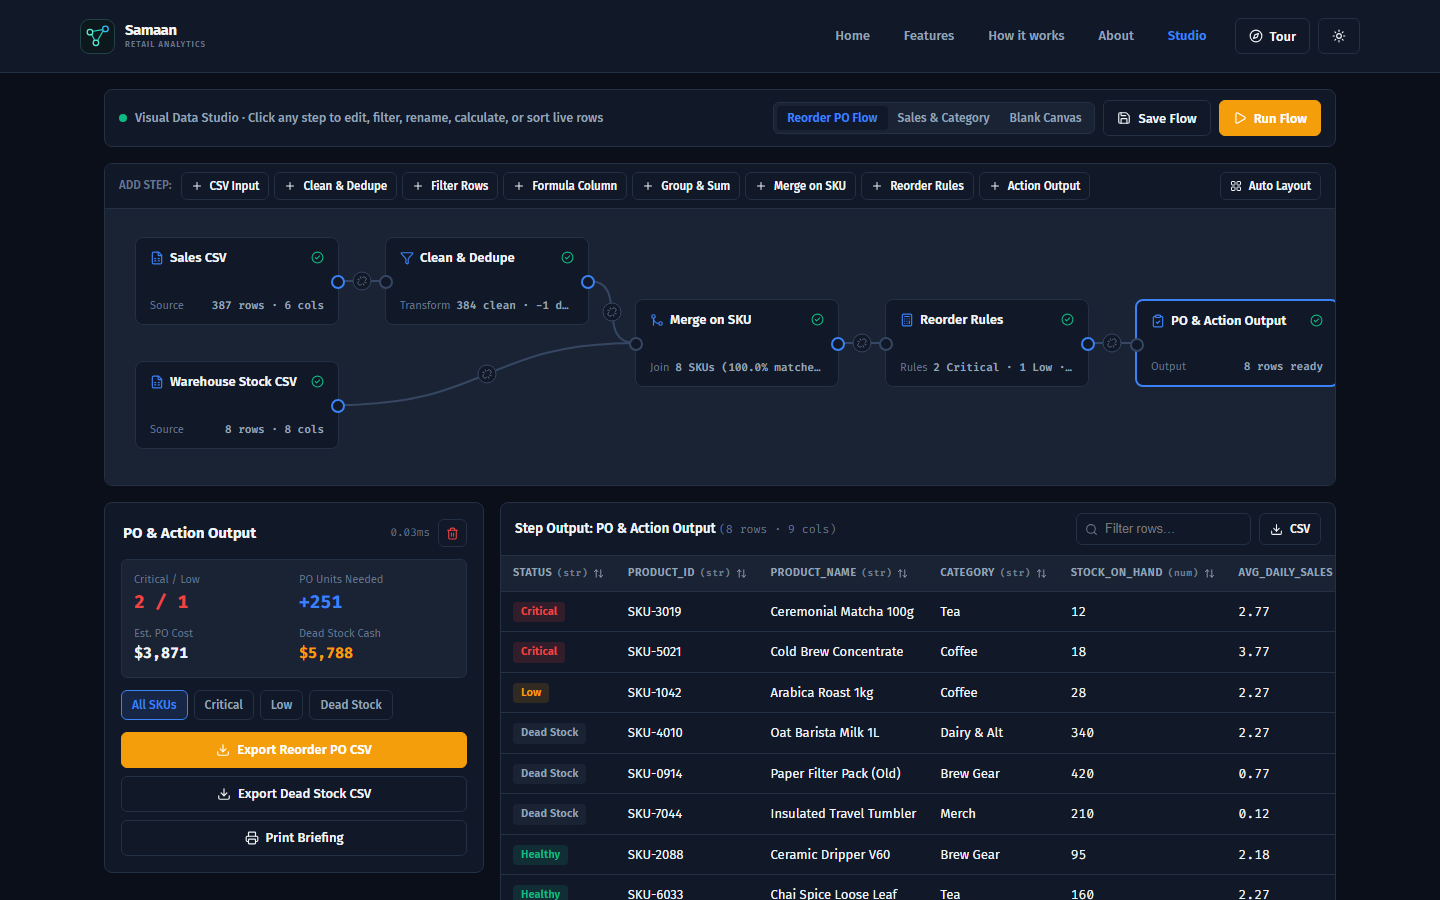 Samaan
RETAIL ANALYTICS
Home
Features
How it works
About
Studio
Tour
Visual Data Studio · Click any step to edit, filter, rename, calculate, or sort live rows
Reorder PO Flow
Sales & Category
Blank Canvas
Save Flow
Run Flow
ADD STEP:
+ CSV Input
+ Clean & Dedupe
+ Filter Rows
+ Formula Column
+ Group & Sum
+ Merge on SKU
+ Reorder Rules
+ Action Output
Auto Layout
Sales CSV
Source 387 rows · 6 cols
Clean & Dedupe
Transform 384 clean · -1 d…
Warehouse Stock CSV
Source 8 rows · 8 cols
Merge on SKU
Join 8 SKUs (100.0% matche…
Reorder Rules
Rules 2 Critical · 1 Low ·…
PO & Action Output
Output 8 rows ready
PO & Action Output
0.03ms
Critical / Low
2 / 1
PO Units Needed
+251
Est. PO Cost
$3,871
Dead Stock Cash
$5,788
All SKUs
Critical
Low
Dead Stock
Export Reorder PO CSV
Export Dead Stock CSV
Print Briefing
Step Output: PO & Action Output (8 rows · 9 cols)
Filter rows...
CSV
STATUS (str) PRODUCT_ID (str) PRODUCT_NAME (str) CATEGORY (str) STOCK_ON_HAND (num) AVG_DAILY_SALES
Critical SKU-3019 Ceremonial Matcha 100g Tea 12 2.77
Critical SKU-5021 Cold Brew Concentrate Coffee 18 3.77
Low SKU-1042 Arabica Roast 1kg Coffee 28 2.27
Dead Stock SKU-4010 Oat Barista Milk 1L Dairy & Alt 340 2.27
Dead Stock SKU-0914 Paper Filter Pack (Old) Brew Gear 420 0.77
Dead Stock SKU-7044 Insulated Travel Tumbler Merch 210 0.12
Healthy SKU-2088 Ceramic Dripper V60 Brew Gear 95 2.18
Healthy SKU-6033 Chai Spice Loose Leaf Tea 160 2.27